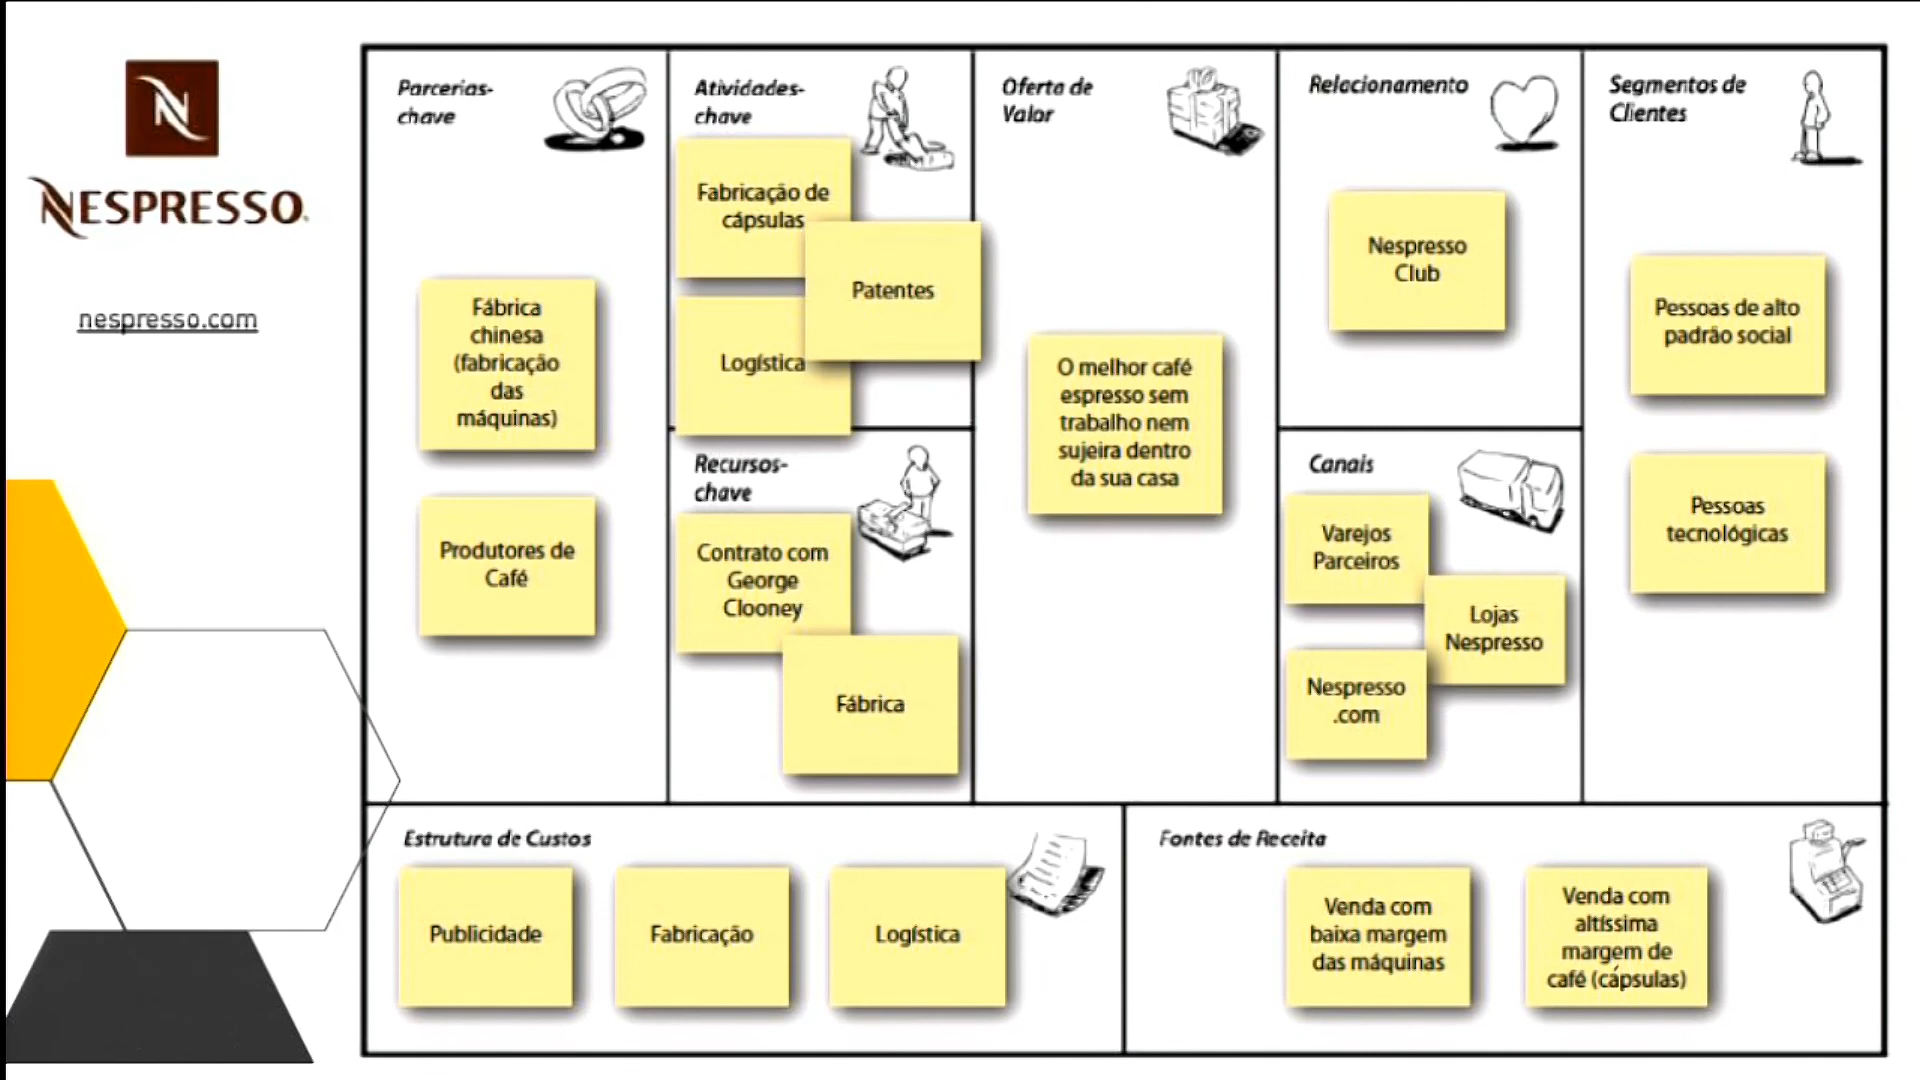 N
NESPRESSO.
nespresso.com
Parcerias-
chave
Fábrica
chinesa
(fabricação
das
máquinas)
Produtores de
Café
Atividades-
chave
Fabricação de
cápsulas
Patentes
Logística
Recursos-
chave
Contrato com
George
Clooney
Fábrica
Oferta de
Valor
O melhor café
espresso sem
trabalho nem
sujeira dentro
da sua casa
Relacionamento
Nespresso
Club
Canais
Varejos
Parceiros
Lojas
Nespresso
Nespresso
.com
Segmentos de
Clientes
Pessoas de alto
padrão social
Pessoas
tecnológicas
Estrutura de Custos
Publicidade
Fabricação
Logística
Fontes de Receita
Venda com
baixa margem
das máquinas
Venda com
altíssima
margem de
café (cápsulas)